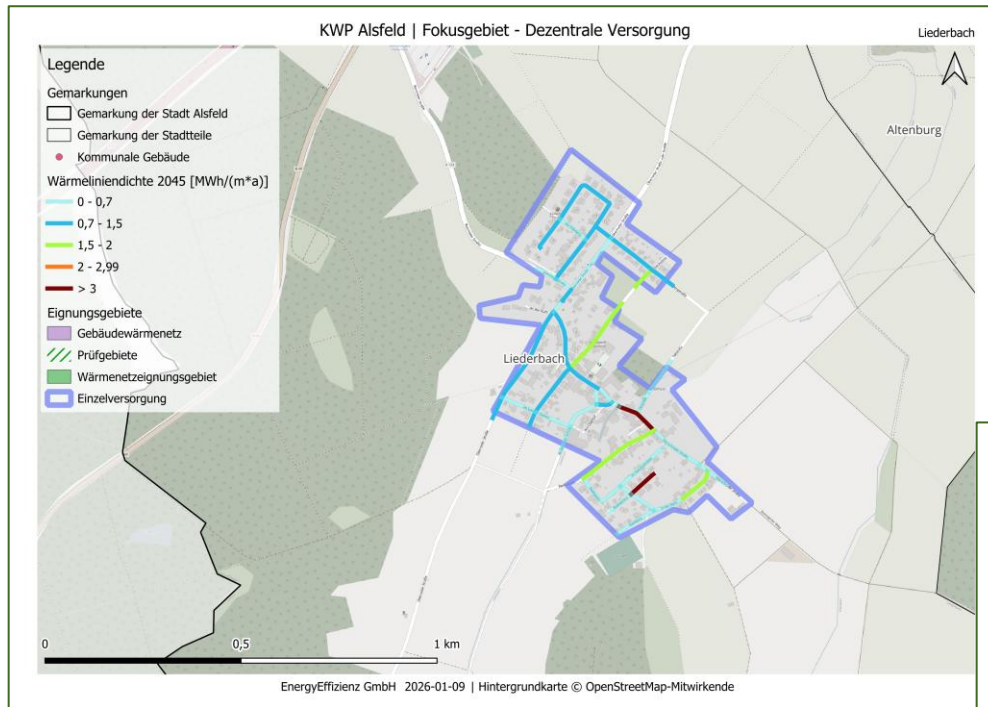 KWP Alsfeld | Fokusgebiet - Dezentrale Versorgung
Liederbach
Legende
Gemarkungen
Gemarkung der Stadt Alsfeld
Gemarkung der Stadtteile
Kommunale Gebäude
Wärmeliniendichte 2045 [MWh/(m*a)]
0 - 0,7
0,7 - 1,5
1,5 - 2
2 - 2,99
> 3
Eignungsgebiete
Gebäudewärmenetz
Prüfgebiete
Wärmenetzeignungsgebiet
Einzelversorgung
Altenburg
Liederbach
0
0,5
1 km
EnergyEffizienz GmbH 2026-01-09 | Hintergrundkarte © OpenStreetMap-Mitwirkende